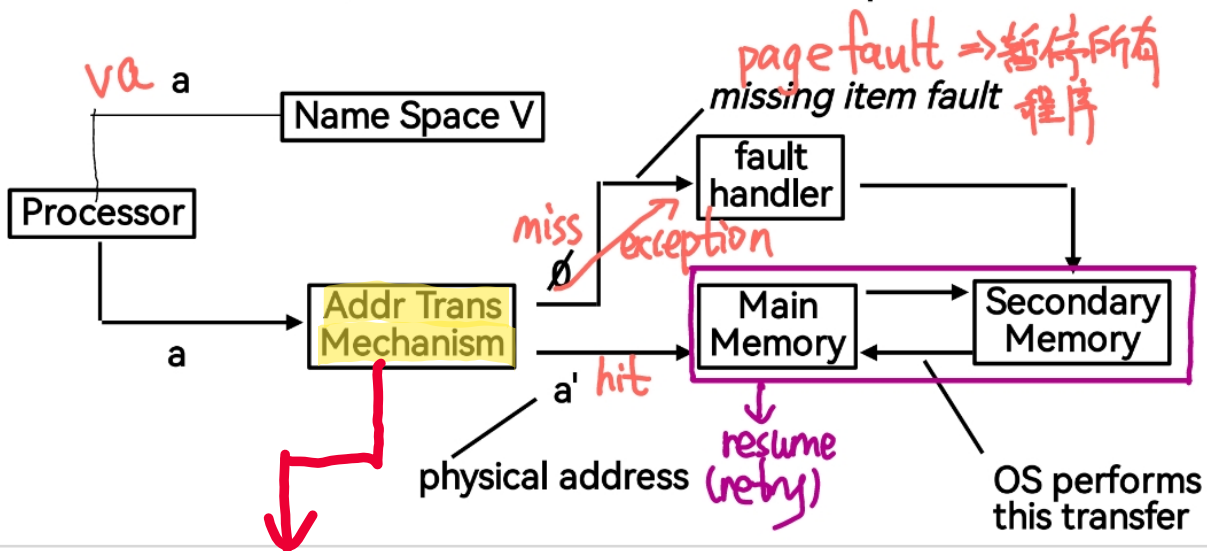 page fault => 暂停所有
程序
va a
missing item fault
Name Space V
fault
handler
Processor
miss
exception
ø
Addr Trans
Mechanism
Main
Memory
Secondary
Memory
a
a' hit
resume
(retry)
physical address
OS performs
this transfer